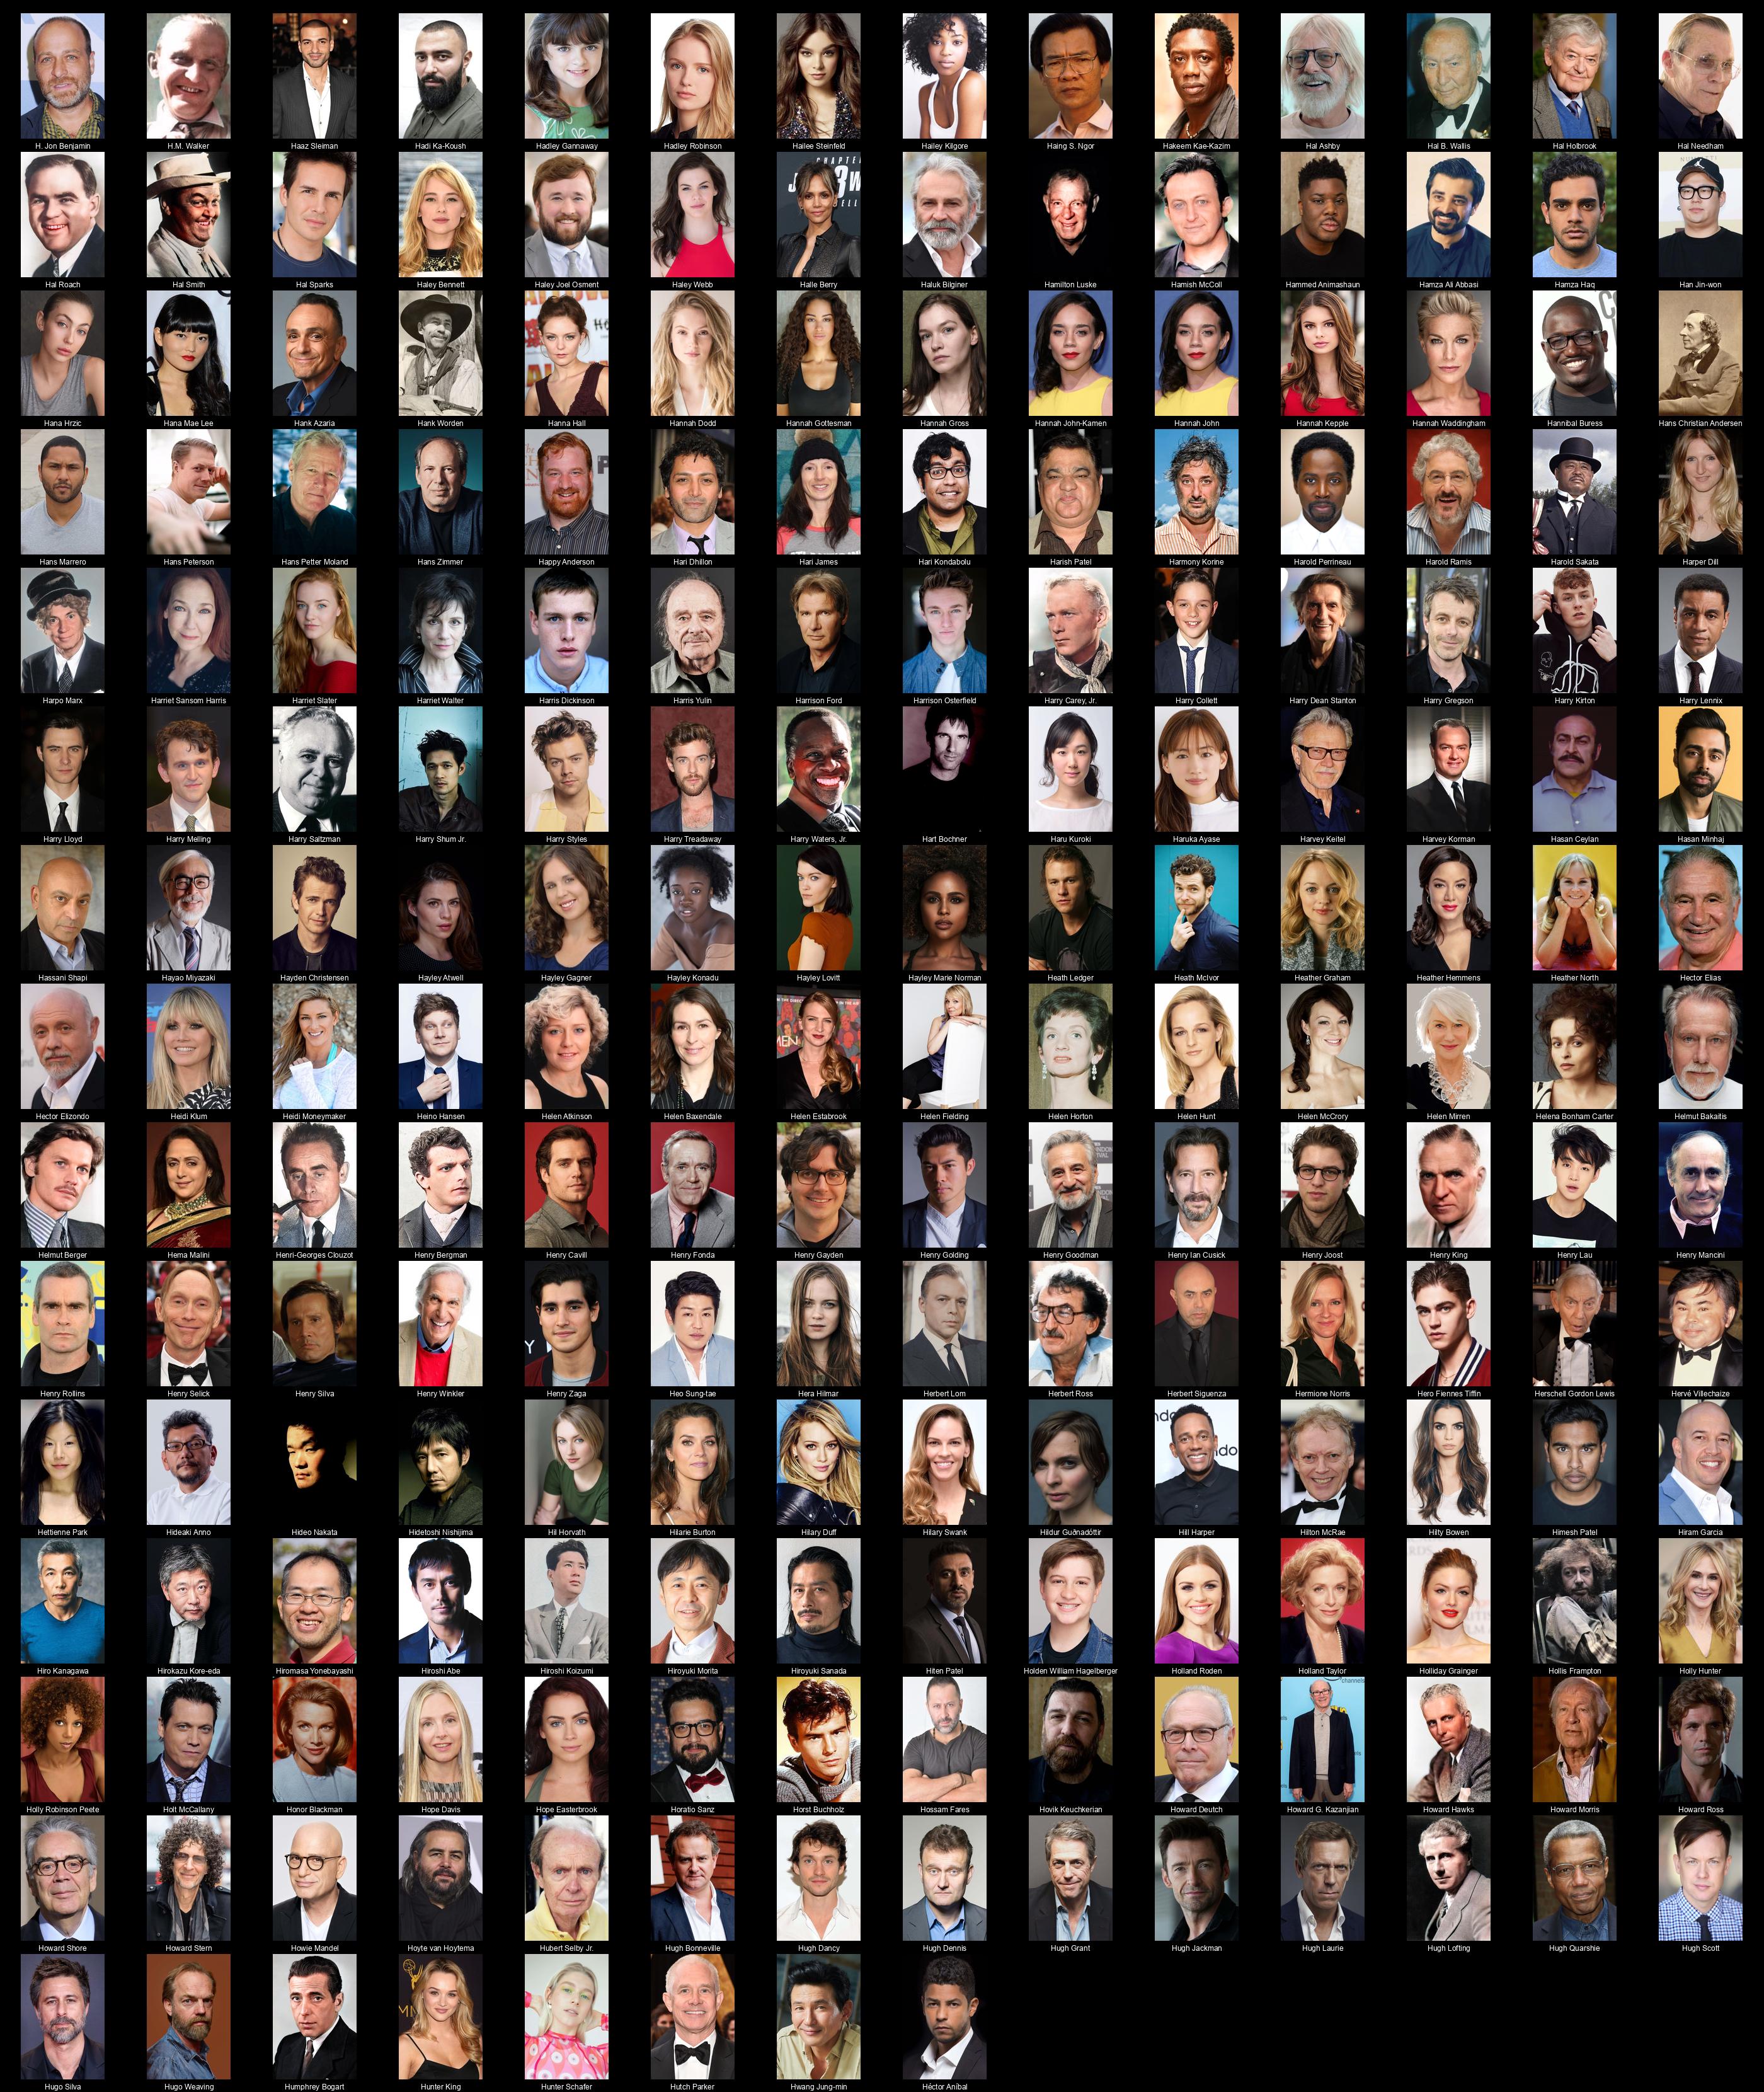 H. Jon Benjamin H.M. Walker Haaz Sleiman Hadi Ka-Koush Hadley Gannaway Hadley Robinson Hailee Steinfeld Hailey Kilgore Haing S. Ngor Hakeem Kae-Kazim Hal Ashby Hal B. Wallis Hal Holbrook Hal Needham
Hal Roach Hal Smith Hal Sparks Haley Bennett Haley Joel Osment Haley Webb Halle Berry Haluk Bilginer Hamilton Luske Hamish McColl Hammed Animashaun Hamza Ali Abbasi Hamza Haq Han Jin-won
Hana Hrzic Hana Mae Lee Hank Azaria Hank Worden Hanna Hall Hannah Dodd Hannah Gottesman Hannah Gross Hannah John-Kamen Hannah John Hannah Kepple Hannah Waddingham Hannibal Buress Hans Christian Andersen
Hans Marrero Hans Peterson Hans Petter Moland Hans Zimmer Happy Anderson Hari Dhillon Hari James Hari Kondabolu Harish Patel Harmony Korine Harold Perrineau Harold Ramis Harold Sakata Harper Dill
Harpo Marx Harriet Sansom Harris Harriet Slater Harriet Walter Harris Dickinson Harris Yulin Harrison Ford Harrison Osterfield Harry Carey, Jr. Harry Collett Harry Dean Stanton Harry Gregson Harry Kirton Harry Lennix
Harry Lloyd Harry Melling Harry Saltzman Harry Shum Jr. Harry Styles Harry Treadaway Harry Waters, Jr. Hart Bochner Haru Kuroki Haruka Ayase Harvey Keitel Harvey Korman Hasan Ceylan Hasan Minhaj
Hassani Shapi Hayao Miyazaki Hayden Christensen Hayley Atwell Hayley Gagner Hayley Konadu Hayley Lovitt Hayley Marie Norman Heath Ledger Heath McIvor Heather Graham Heather Hemmens Heather North Hector Elias
Hector Elizondo Heidi Klum Heidi Moneymaker Heino Hansen Helen Atkinson Helen Baxendale Helen Estabrook Helen Fielding Helen Horton Helen Hunt Helen McCrory Helen Mirren Helena Bonham Carter Helmut Bakaitis
Helmut Berger Hema Malini Henri-Georges Clouzot Henry Bergman Henry Cavill Henry Fonda Henry Gayden Henry Golding Henry Goodman Henry Ian Cusick Henry Joost Henry King Henry Lau Henry Mancini
Henry Rollins Henry Selick Henry Silva Henry Winkler Henry Zaga Heo Sung-tae Hera Hilmar Herbert Lom Herbert Ross Herbert Siguenza Hermione Norris Hero Fiennes Tiffin Herschell Gordon Lewis Hervé Villechaize
Hettienne Park Hideaki Anno Hideo Nakata Hidetoshi Nishijima Hil Horvath Hilarie Burton Hilary Duff Hilary Swank Hildur Guðnadóttir Hill Harper Hilton McRae Hilty Bowen Himesh Patel Hiram Garcia
Hiro Kanagawa Hirokazu Kore-eda Hiromasa Yonebayashi Hiroshi Abe Hiroshi Koizumi Hiroyuki Morita Hiroyuki Sanada Hiten Patel Holden William Hagelberger Holland Roden Holland Taylor Holliday Grainger Hollis Frampton Holly Hunter
Holly Robinson Peete Holt McCallany Honor Blackman Hope Davis Hope Easterbrook Horatio Sanz Horst Buchholz Hossam Fares Hovik Keuchkerian Howard Deutch Howard G. Kazanjian Howard Hawks Howard Morris Howard Ross
Howard Shore Howard Stern Howie Mandel Hoyte van Hoytema Hubert Selby Jr. Hugh Bonneville Hugh Dancy Hugh Dennis Hugh Grant Hugh Jackman Hugh Laurie Hugh Lofting Hugh Quarshie Hugh Scott
Hugo Silva Hugo Weaving Humphrey Bogart Hunter King Hunter Schafer Hutch Parker Hwang Jung-min Héctor Aníbal